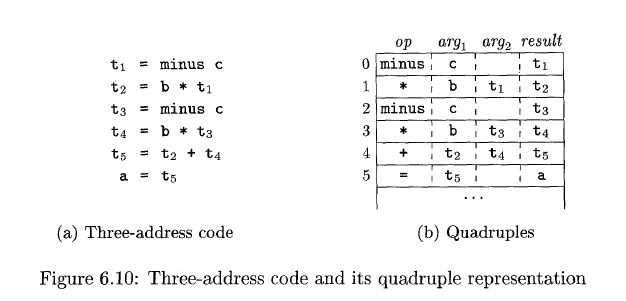 t1 = minus c
t2 = b * t1
t3 = minus c
t4 = b * t3
t5 = t2 + t4
a = t5
(a) Three-address code
op arg1 arg2 result
0 minus c t1
1 * b t1 t2
2 minus c t3
3 * b t3 t4
4 + t2 t4 t5
5 = t5 a
...
(b) Quadruples
Figure 6.10: Three-address code and its quadruple representation